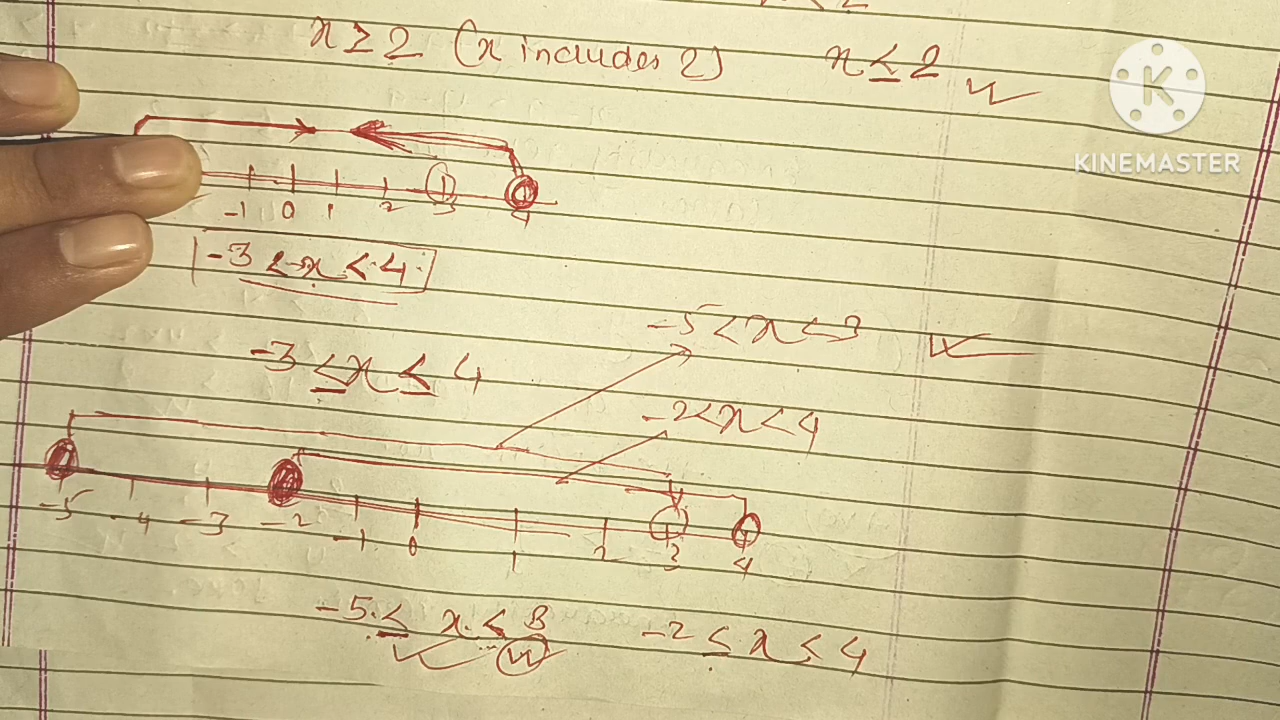 x ≥ 2 (x includes 2) x ≤ 2
K
KINEMASTER
-1 0 1 2 3 4
-3 < x < 4
-5 < x < 3
-3 ≤ x ≤ 4
-2 < x < 4
-5 -4 -3 -2 -1 0 1 2 3 4
-5 ≤ x < 3
-2 ≤ x < 4